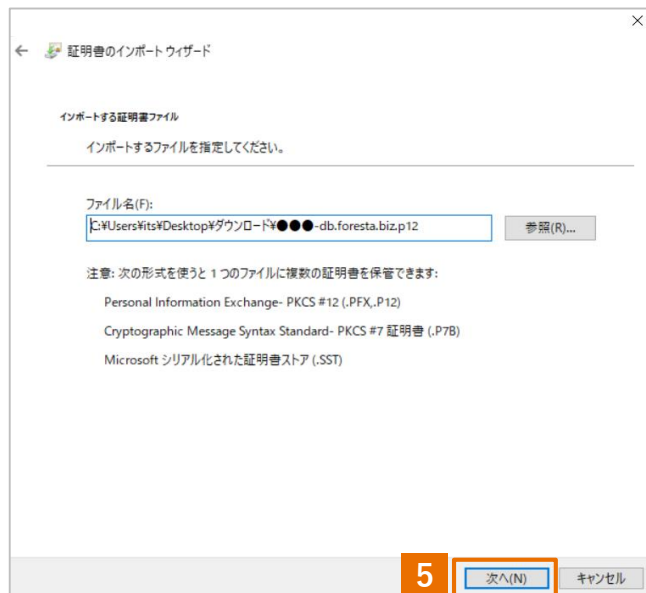 ×
← 証明書のインポート ウィザード
インポートする証明書ファイル
インポートするファイルを指定してください。
ファイル名(F):
C:¥Users¥its¥Desktop¥ダウンロード¥●●●-db.foresta.biz.p12
参照(R)...
注意: 次の形式を使うと 1 つのファイルに複数の証明書を保管できます:
Personal Information Exchange- PKCS #12 (.PFX,.P12)
Cryptographic Message Syntax Standard- PKCS #7 証明書 (.P7B)
Microsoft シリアル化された証明書ストア (.SST)
5
次へ(N)
キャンセル